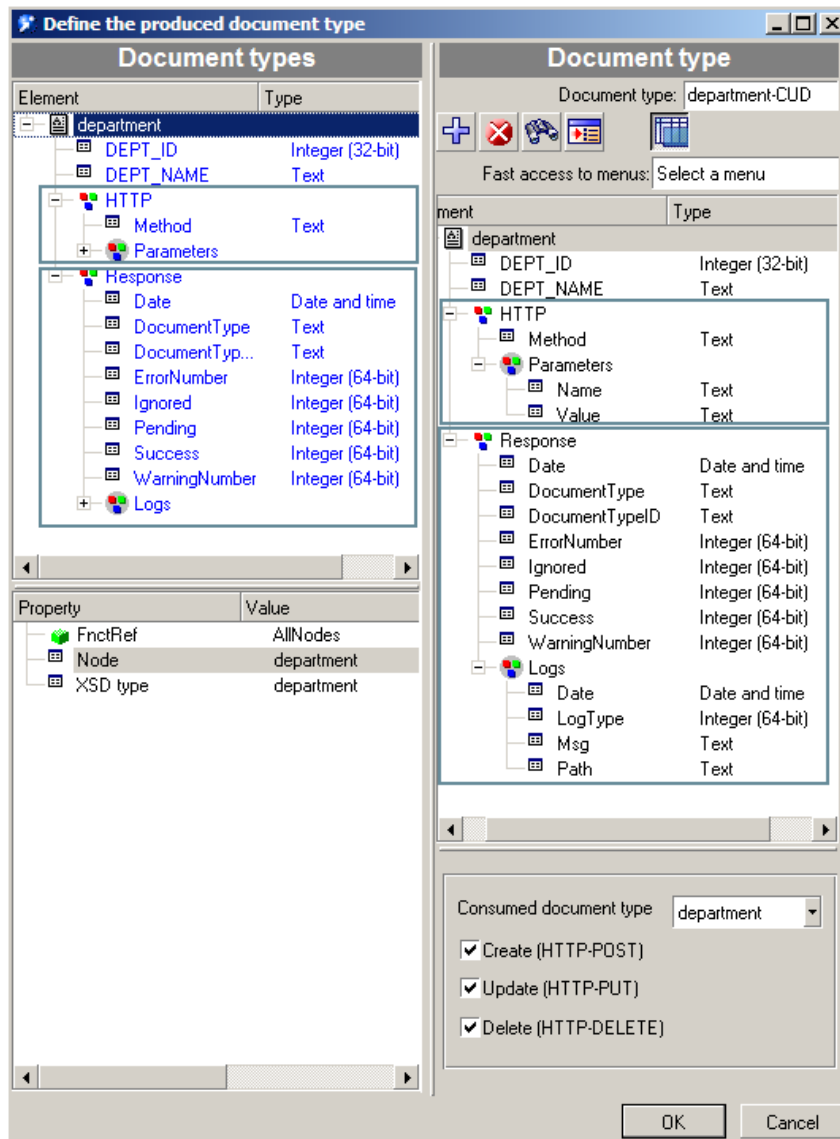 Define the produced document type
Document types
Element Type
department
DEPT_ID Integer (32-bit)
DEPT_NAME Text
HTTP
Method Text
Parameters
Response
Date Date and time
DocumentType Text
DocumentTyp... Text
ErrorNumber Integer (64-bit)
Ignored Integer (64-bit)
Pending Integer (64-bit)
Success Integer (64-bit)
WarningNumber Integer (64-bit)
Logs
Property Value
FnctRef AllNodes
Node department
XSD type department
Document type
Document type: department-CUD
Fast access to menus: Select a menu
ment Type
department
DEPT_ID Integer (32-bit)
DEPT_NAME Text
HTTP
Method Text
Parameters
Name Text
Value Text
Response
Date Date and time
DocumentType Text
DocumentTypeID Text
ErrorNumber Integer (64-bit)
Ignored Integer (64-bit)
Pending Integer (64-bit)
Success Integer (64-bit)
WarningNumber Integer (64-bit)
Logs
Date Date and time
LogType Integer (64-bit)
Msg Text
Path Text
Consumed document type department
Create (HTTP-POST)
Update (HTTP-PUT)
Delete (HTTP-DELETE)
OK Cancel